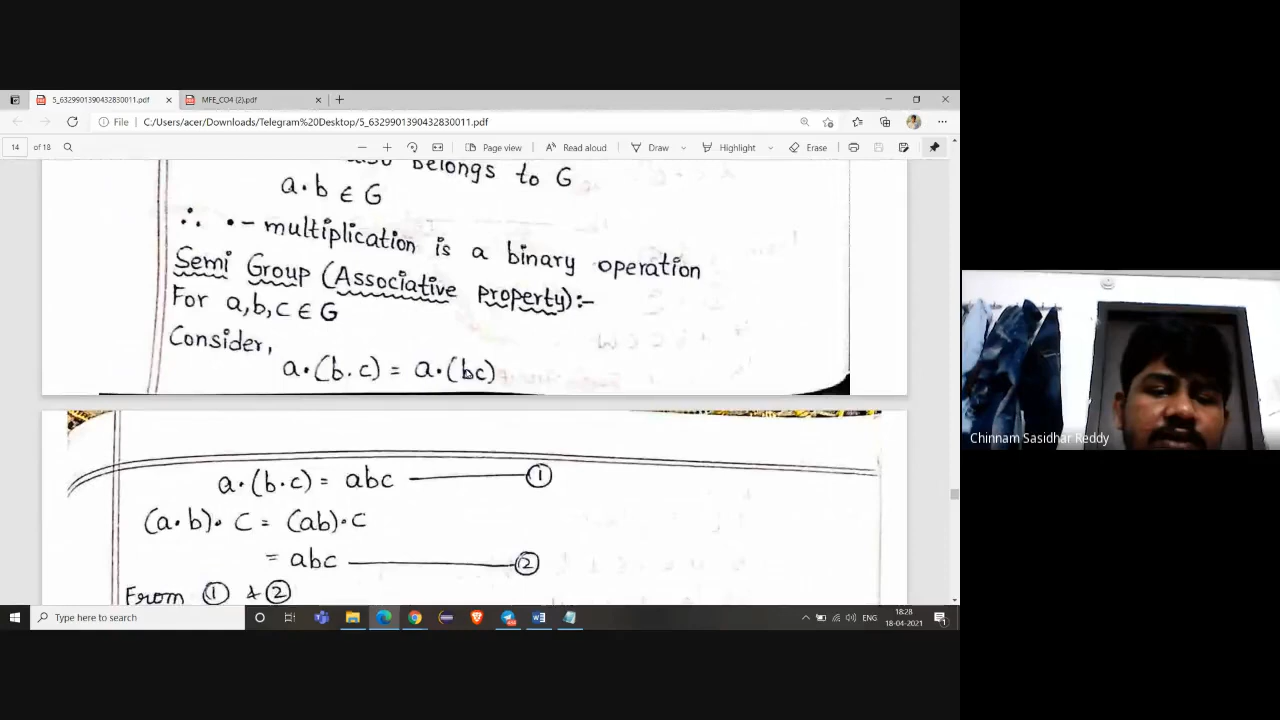 5_6329901390432830011.pdf
MFE_CO4 (2).pdf
File
C:/Users/acer/Downloads/Telegram%20Desktop/5_6329901390432830011.pdf
14 of 18
Page view
Read aloud
Draw
Highlight
Erase
also belongs to G
a·b ∈ G
∴ •- multiplication is a binary operation
Semi Group (Associative property):-
For a,b,c ∈ G
Consider,
a·(b·c) = a·(bc)
a·(b·c) = abc ——— ①
(a·b)· c = (ab)·c
= abc ——— ②
From ① & ②
Chinnam Sasidhar Reddy
Type here to search
ENG
18:28
18-04-2021